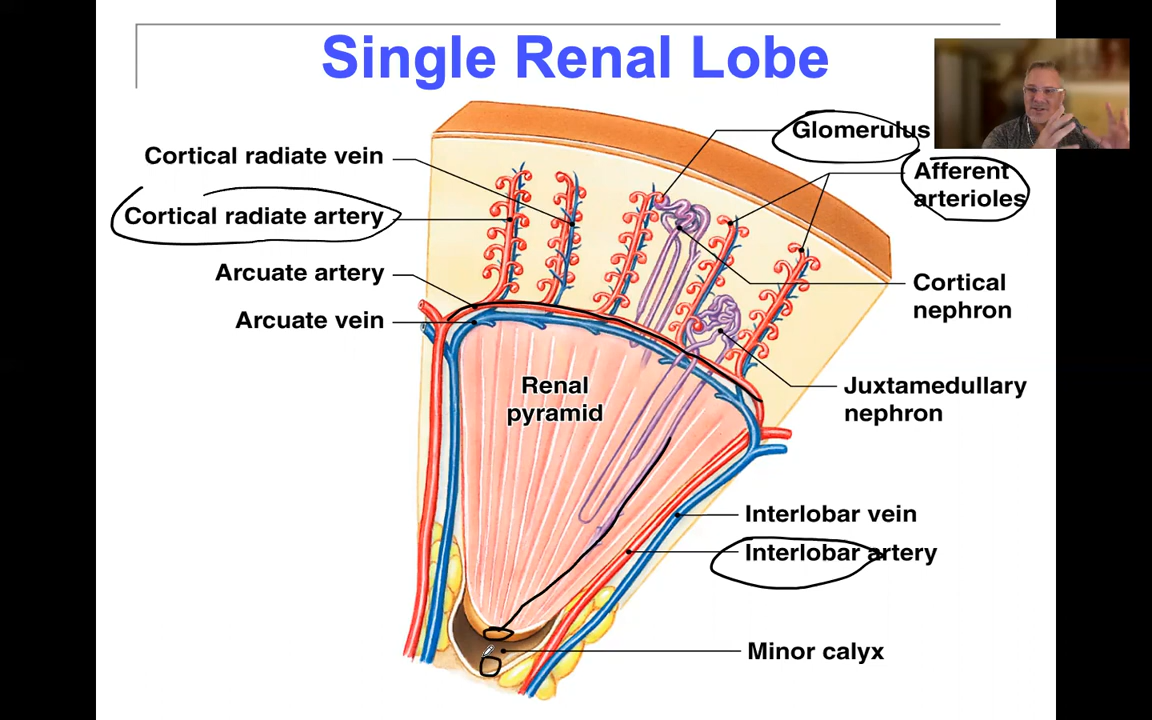 Single Renal Lobe
Glomerulus
Cortical radiate vein
Afferent
arterioles
Cortical radiate artery
Arcuate artery
Cortical
nephron
Arcuate vein
Renal
pyramid
Juxtamedullary
nephron
Interlobar vein
Interlobar artery
Minor calyx